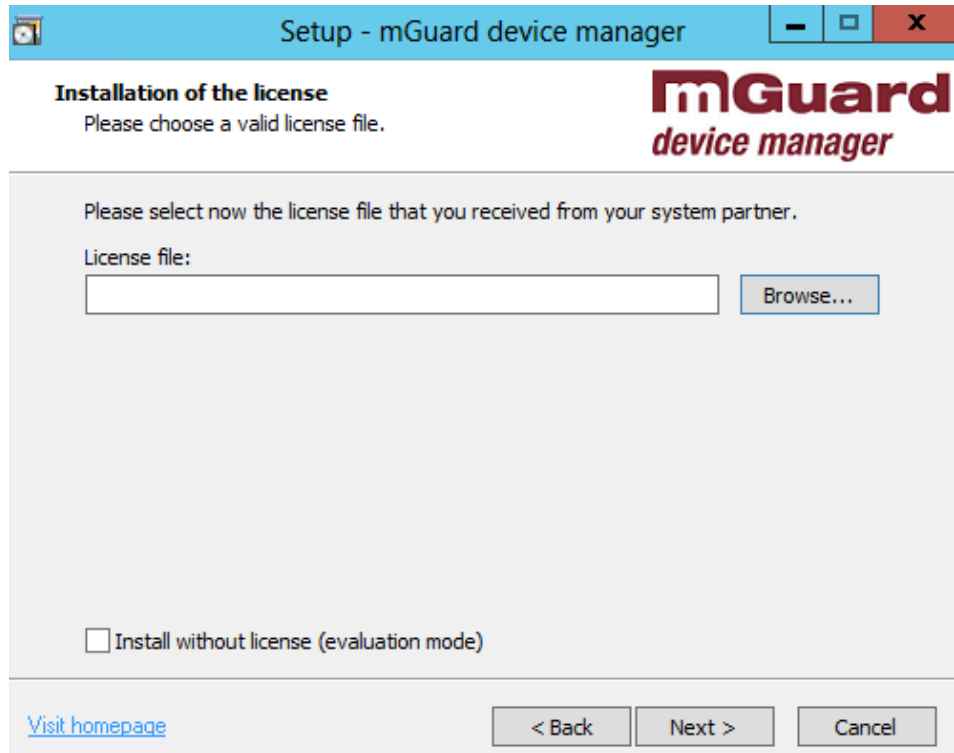 Setup - mGuard device manager
Installation of the license
Please choose a valid license file.
mGuard
device manager
Please select now the license file that you received from your system partner.
License file:
Browse...
Install without license (evaluation mode)
Visit homepage
< Back
Next >
Cancel